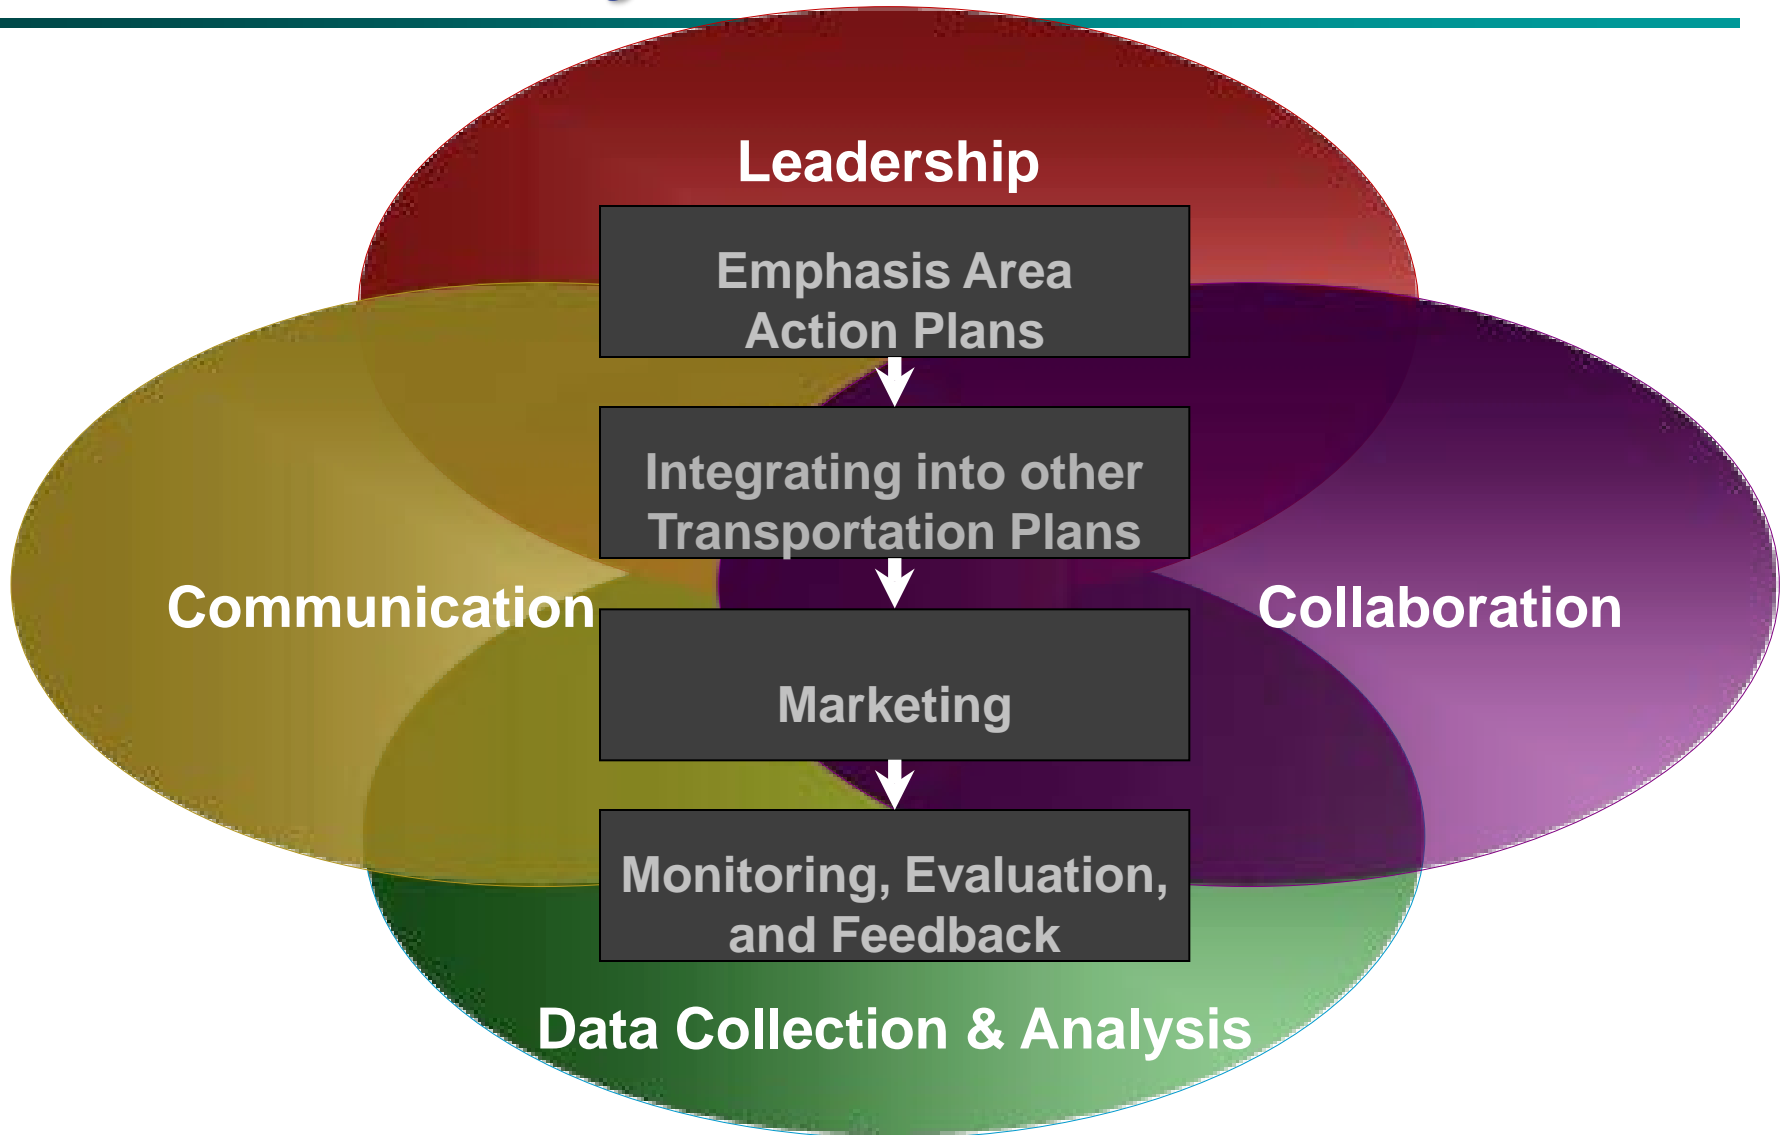 Leadership
Emphasis Area
Action Plans
Integrating into other
Transportation Plans
Communication
Collaboration
Marketing
Monitoring, Evaluation,
and Feedback
Data Collection & Analysis